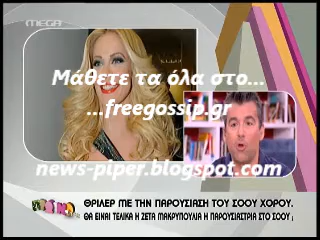 MEGA
Μάθετε τα όλα στο...
...freegossip.gr
news-piper.blogspot.com
ΘΡΙΛΕΡ ΜΕ ΤΗΝ ΠΑΡΟΥΣΙΑΣΗ ΤΟΥ ΣΟΟΥ ΧΟΡΟΥ.
ΘΑ ΕΙΝΑΙ ΤΕΛΙΚΑ Η ΖΕΤΑ ΜΑΚΡΥΠΟΥΛΙΑ Η ΠΑΡΟΥΣΙΑΣΤΡΙΑ ΣΤΟ ΣΟΟΥ ;